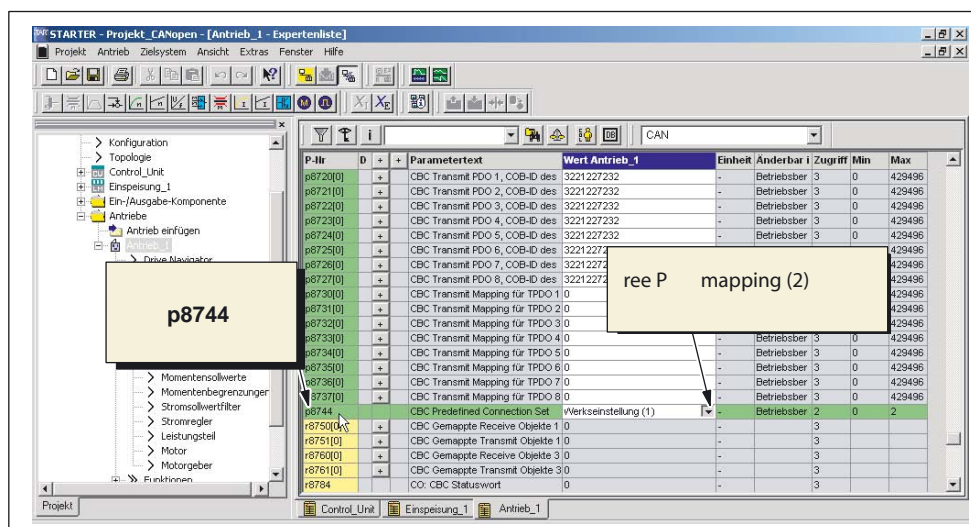 STARTER - Projekt_CANopen - [Antrieb_1 - Expertenliste]
Projekt Antrieb Zielsystem Ansicht Extras Fenster Hilfe
CAN
Konfiguration
Topologie
Control_Unit
Einspeisung_1
Ein-/Ausgabe-Komponente
Antriebe
Antrieb einfügen
Antrieb_1
Drive Navigator
p8744
Momentensollwerte
Momentenbegrenzunger
Stromsollwertfilter
Stromregler
Leistungsteil
Motor
Motorgeber
Funktionen
Projekt
P-Nr D + + Parametertext Wert Antrieb_1 Einheit Änderbar i Zugriff Min Max
p8720[0] + CBC Transmit PDO 1, COB-ID des 3221227232 - Betriebsber 3 0 429496
p8721[0] + CBC Transmit PDO 2, COB-ID des 3221227232 - Betriebsber 3 0 429496
p8722[0] + CBC Transmit PDO 3, COB-ID des 3221227232 - Betriebsber 3 0 429496
p8723[0] + CBC Transmit PDO 4, COB-ID des 3221227232 - Betriebsber 3 0 429496
p8724[0] + CBC Transmit PDO 5, COB-ID des 3221227232 - Betriebsber 3 0 429496
p8725[0] + CBC Transmit PDO 6, COB-ID des 32212272 429496
p8726[0] + CBC Transmit PDO 7, COB-ID des 32212272 429496
p8727[0] + CBC Transmit PDO 8, COB-ID des 32212272 429496
p8730[0] + CBC Transmit Mapping für TPDO 1 0 429496
p8731[0] + CBC Transmit Mapping für TPDO 2 0 429496
p8732[0] + CBC Transmit Mapping für TPDO 3 0 429496
p8733[0] + CBC Transmit Mapping für TPDO 4 0 - Betriebsber 3 0 429496
p8734[0] + CBC Transmit Mapping für TPDO 5 0 - Betriebsber 3 0 429496
p8735[0] + CBC Transmit Mapping für TPDO 6 0 - Betriebsber 3 0 429496
p8736[0] + CBC Transmit Mapping für TPDO 7 0 - Betriebsber 3 0 429496
p8737[0] + CBC Transmit Mapping für TPDO 8 0 - Betriebsber 3 0 429496
p8744 CBC Predefined Connection Set Werkseinstellung (1) - Betriebsber 2 0 2
r8750[0] + CBC Gemappte Receive Objekte 1 0 - 3
r8751[0] + CBC Gemappte Transmit Objekte 1 0 - 3
r8760[0] + CBC Gemappte Receive Objekte 3 0 - 3
r8761[0] + CBC Gemappte Transmit Objekte 3 0 - 3
r8784 CO: CBC Statuswort 0 - 3
ree P mapping (2)
Control_Unit Einspeisung_1 Antrieb_1